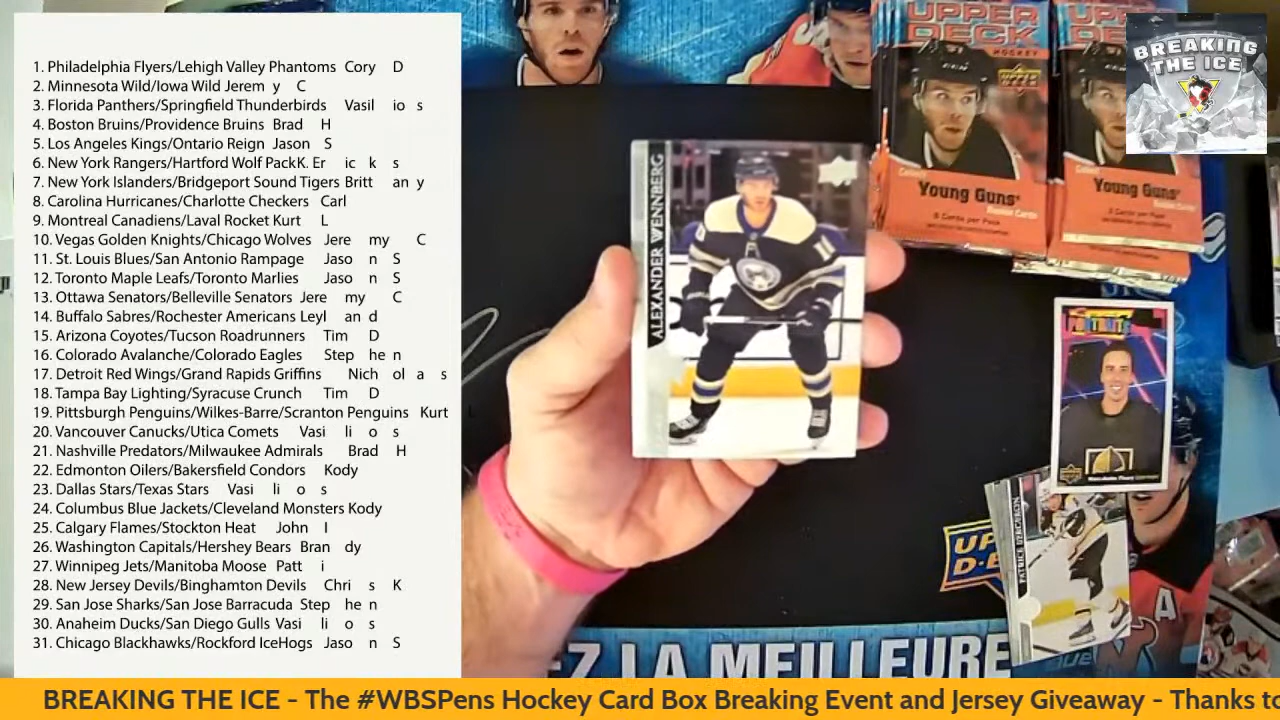 1. Philadelphia Flyers/Lehigh Valley Phantoms Cory D
2. Minnesota Wild/Iowa Wild Jerem y C
3. Florida Panthers/Springfield Thunderbirds Vasil io s
4. Boston Bruins/Providence Bruins Brad H
5. Los Angeles Kings/Ontario Reign Jason S
6. New York Rangers/Hartford Wolf PackK. Er ic k s
7. New York Islanders/Bridgeport Sound Tigers Britt an y
8. Carolina Hurricanes/Charlotte Checkers Carl
9. Montreal Canadiens/Laval Rocket Kurt L
10. Vegas Golden Knights/Chicago Wolves Jere my C
11. St. Louis Blues/San Antonio Rampage Jaso n S
12. Toronto Maple Leafs/Toronto Marlies Jaso n S
13. Ottawa Senators/Belleville Senators Jere my C
14. Buffalo Sabres/Rochester Americans Leyl an d
15. Arizona Coyotes/Tucson Roadrunners Tim D
16. Colorado Avalanche/Colorado Eagles Step he n
17. Detroit Red Wings/Grand Rapids Griffins Nich ol a s
18. Tampa Bay Lighting/Syracuse Crunch Tim D
19. Pittsburgh Penguins/Wilkes-Barre/Scranton Penguins Kurt L
20. Vancouver Canucks/Utica Comets Vasi li o s
21. Nashville Predators/Milwaukee Admirals Brad H
22. Edmonton Oilers/Bakersfield Condors Kody
23. Dallas Stars/Texas Stars Vasi li o s
24. Columbus Blue Jackets/Cleveland Monsters Kody
25. Calgary Flames/Stockton Heat John I
26. Washington Capitals/Hershey Bears Bran dy
27. Winnipeg Jets/Manitoba Moose Patt i
28. New Jersey Devils/Binghamton Devils Chri s K
29. San Jose Sharks/San Jose Barracuda Step he n
30. Anaheim Ducks/San Diego Gulls Vasi li o s
31. Chicago Blackhawks/Rockford IceHogs Jaso n S
ALEXANDER WENNBERG
10
UPPER DECK
HOCKEY
Young Guns
Rookie Cards
8 Cards per Pack
Young Guns
BREAKING THE ICE
PORTRAITS
PATRICE BERGERON
UP
D
A
EZ LA MEILLEURE
BREAKING THE ICE - The #WBSPens Hockey Card Box Breaking Event and Jersey Giveaway - Thanks to